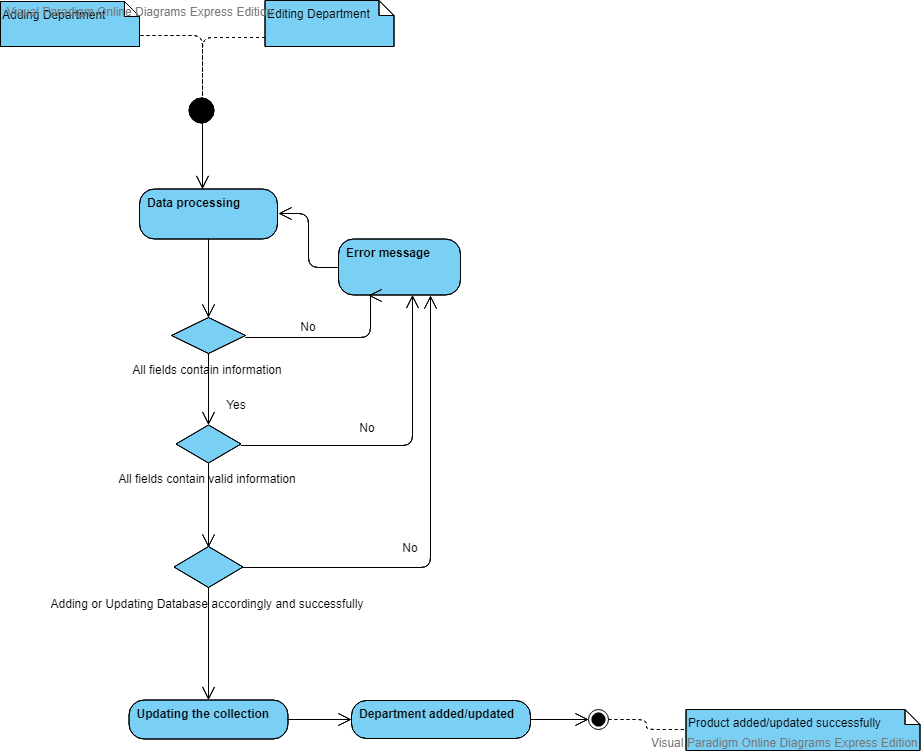 Visual Paradigm Online Diagrams Express Edition
Adding Department
Editing Department
Data processing
Error message
No
All fields contain information
Yes
No
All fields contain valid information
No
Adding or Updating Database accordingly and successfully
Updating the collection
Department added/updated
Product added/updated successfully
Visual Paradigm Online Diagrams Express Edition